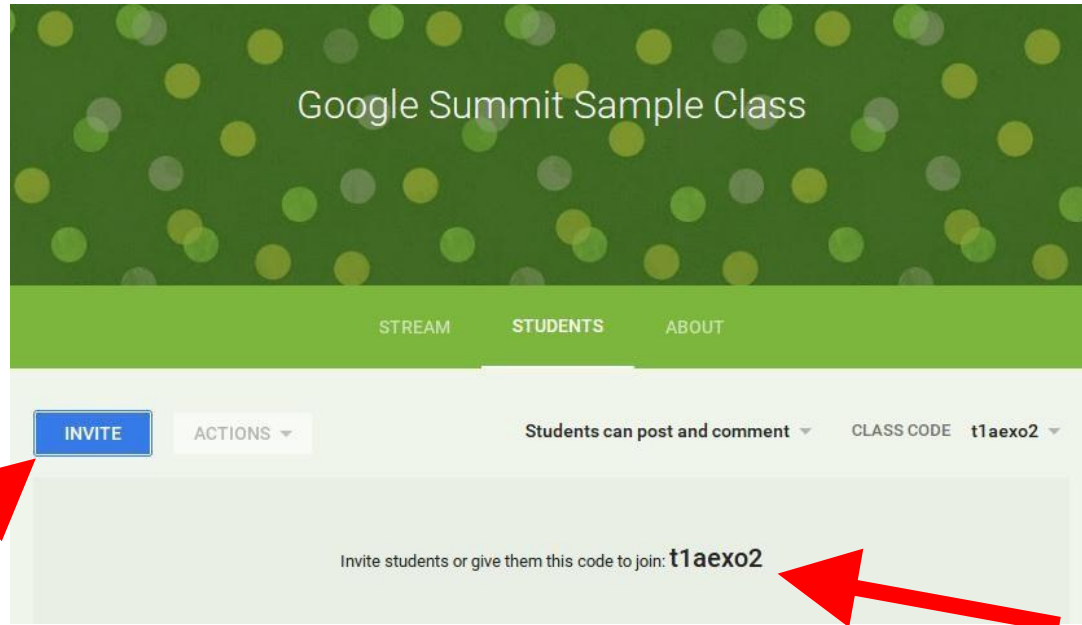 Google Summit Sample Class
STREAM STUDENTS ABOUT
INVITE ACTIONS Students can post and comment CLASS CODE t1aexo2
Invite students or give them this code to join: t1aexo2